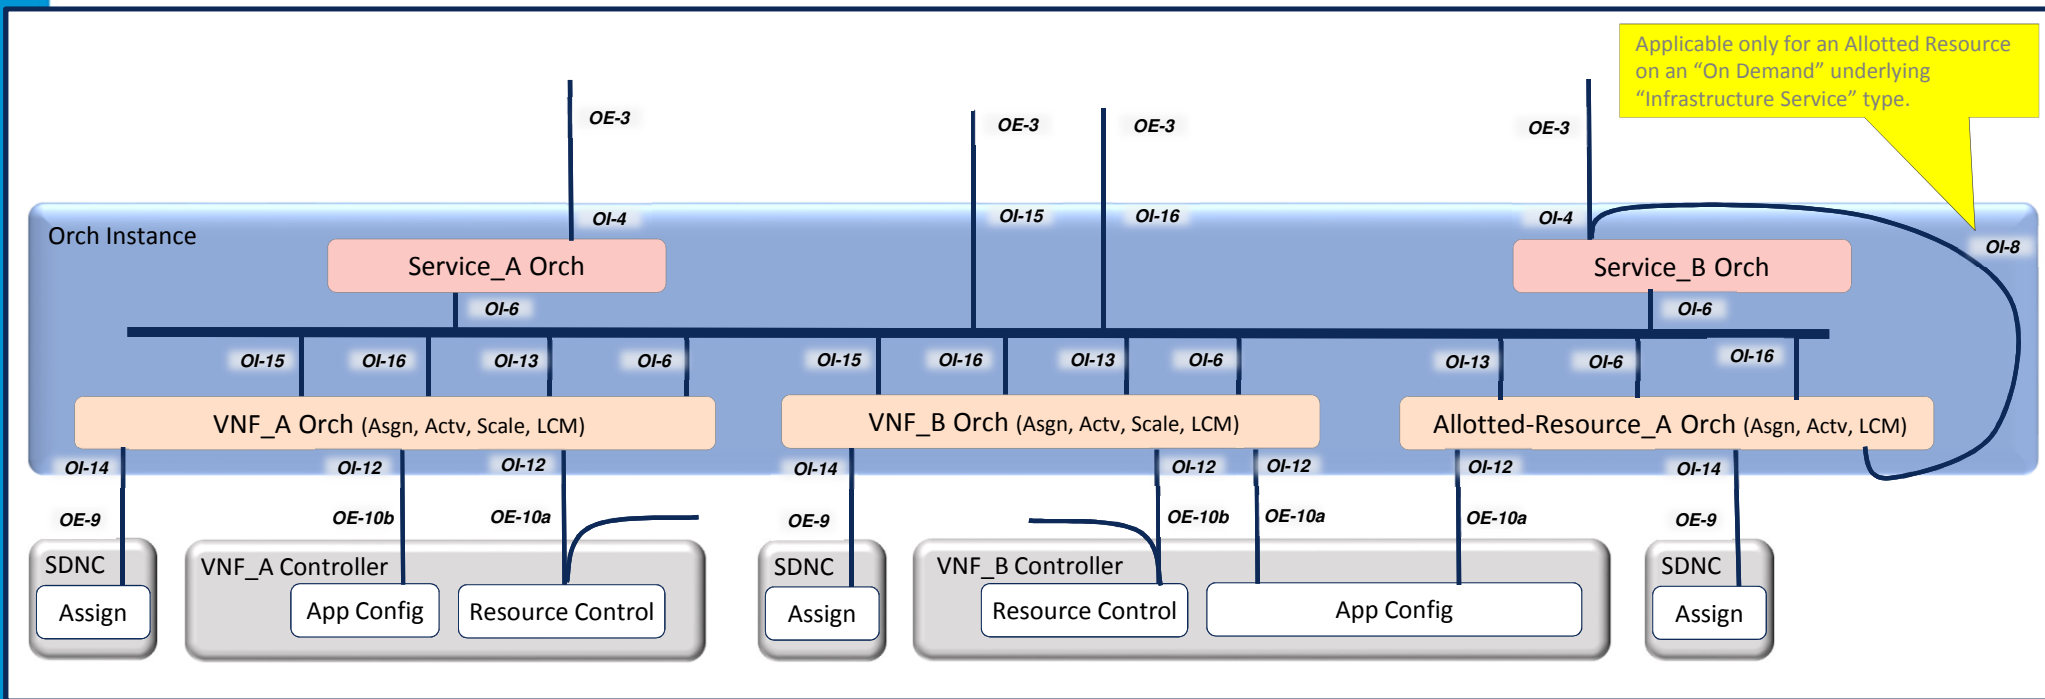 Applicable only for an Allotted Resource
on an “On Demand” underlying
“Infrastructure Service” type.
OE-3
OE-3
OE-3
OE-3
OI-4
OI-15
OI-16
OI-4
Orch Instance
OI-8
Service_A Orch
Service_B Orch
OI-6
OI-6
OI-15
OI-16
OI-13
OI-6
OI-15
OI-16
OI-13
OI-6
OI-13
OI-6
OI-16
VNF_A Orch (Asgn, Actv, Scale, LCM)
VNF_B Orch (Asgn, Actv, Scale, LCM)
Allotted-Resource_A Orch (Asgn, Actv, LCM)
OI-14
OI-12
OI-12
OI-14
OI-12
OI-12
OI-12
OI-14
OE-9
OE-10b
OE-10a
OE-9
OE-10b
OE-10a
OE-10a
OE-9
SDNC
VNF_A Controller
SDNC
VNF_B Controller
SDNC
Assign
App Config
Resource Control
Assign
Resource Control
App Config
Assign